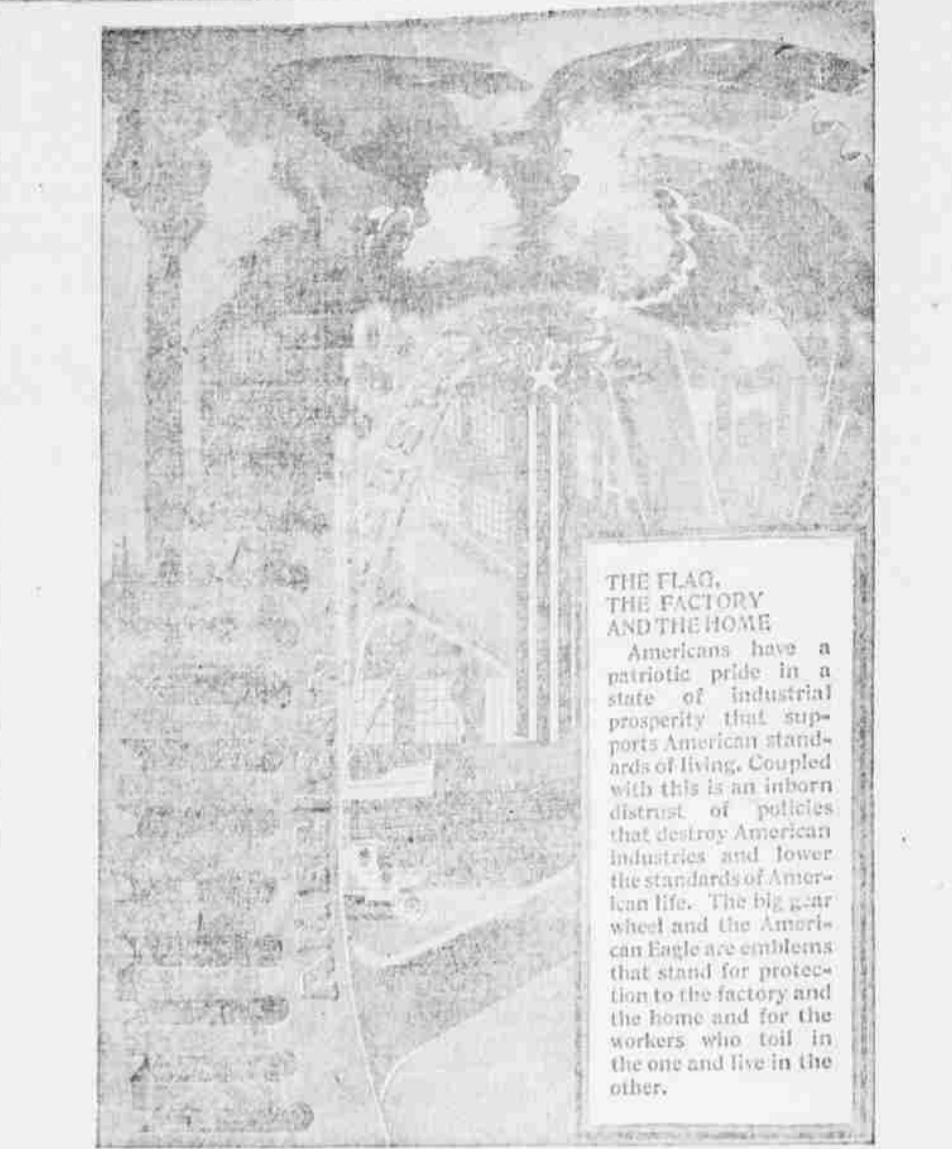 THE FLAG,
THE FACTORY
AND THE HOME
Americans have a
patriotic pride in a
state of industrial
prosperity that sup-
ports American stand-
ards of living. Coupled
with this is an inborn
distrust of policies
that destroy American
industries and lower
the standards of Amer-
ican life. The big gear
wheel and the Ameri-
can Eagle are emblems
that stand for protec-
tion to the factory and
the home and for the
workers who toil in
the one and live in the
other.